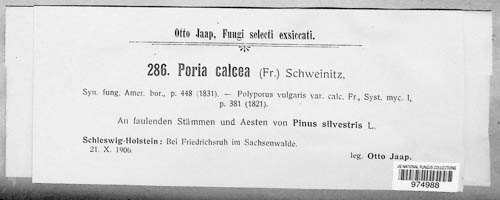 Otto Jaap, Fungi selecti exsiccati.
286. Poria calcea (Fr.) Schweinitz,
Syn. fung. Amer. bor., p. 448 (1831). — Polyporus vulgaris var. calc. Fr., Syst. myc. I,
p. 381 (1821).
An faulenden Stämmen und Aesten von Pinus silvestris L.
Schleswig-Holstein: Bei Friedrichsruh im Sachsenwalde.
21. X. 1906.
leg. Otto Jaap.
US NATIONAL FUNGUS COLLECTIONS
974988